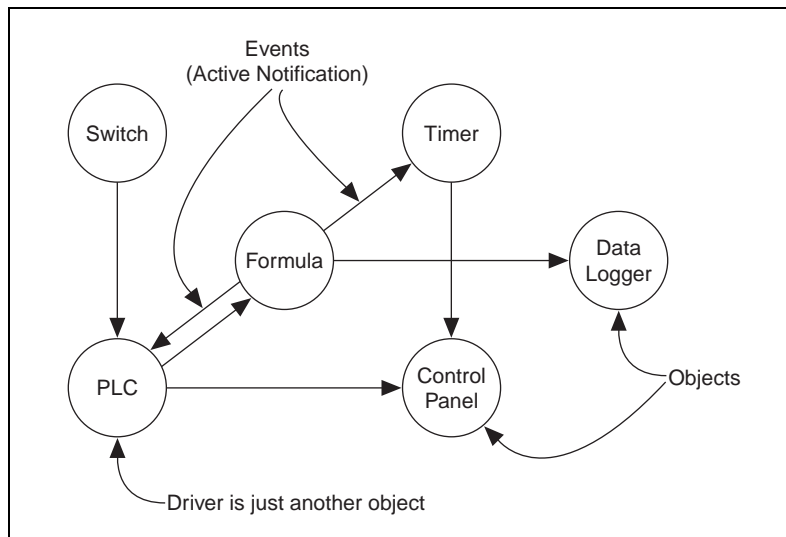 Events
(Active Notification)
Switch
Timer
Formula
Data
Logger
PLC
Control
Panel
Objects
Driver is just another object